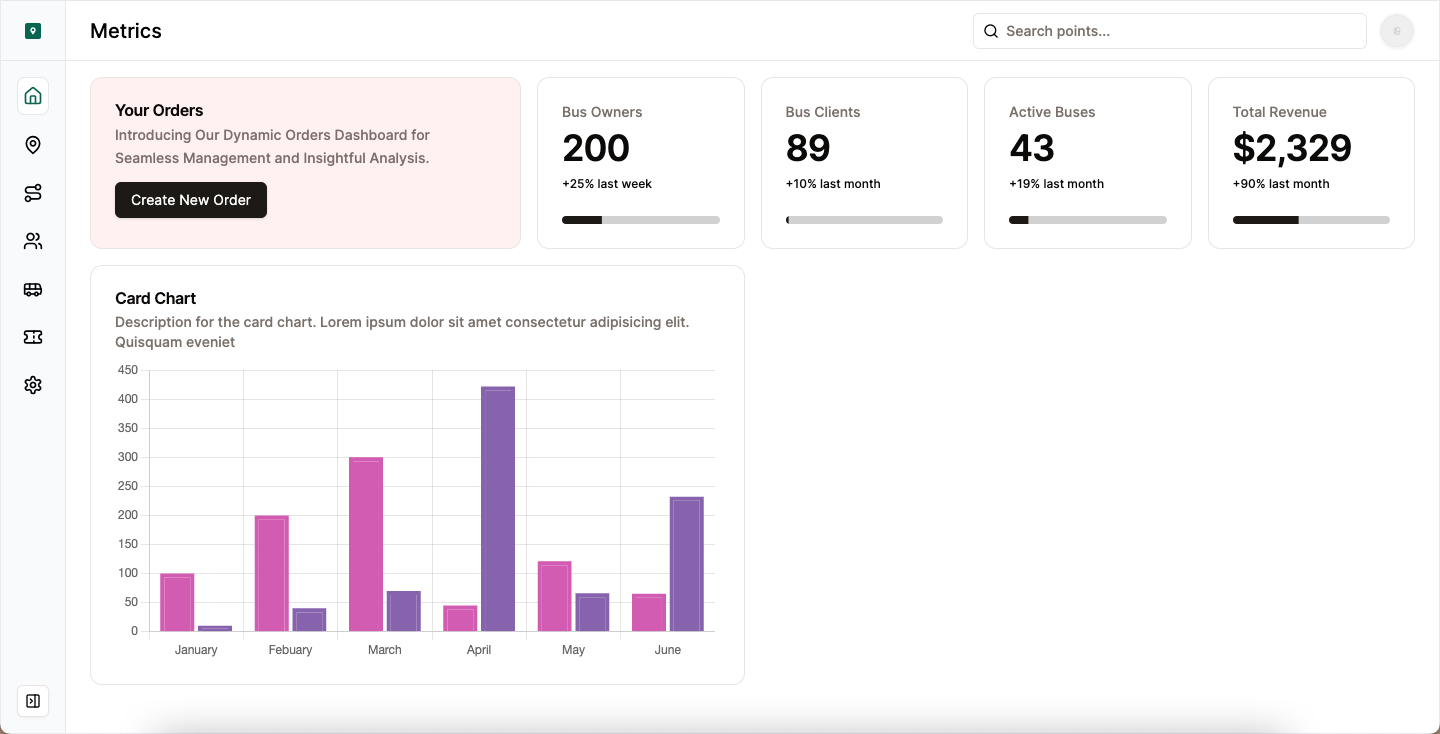 Metrics
Search points...
Your Orders
Introducing Our Dynamic Orders Dashboard for
Seamless Management and Insightful Analysis.
Create New Order
Bus Owners
200
+25% last week
Bus Clients
89
+10% last month
Active Buses
43
+19% last month
Total Revenue
$2,329
+90% last month
Card Chart
Description for the card chart. Lorem ipsum dolor sit amet consectetur adipisicing elit.
Quisquam eveniet
450
400
350
300
250
200
150
100
50
0
January Febuary March April May June